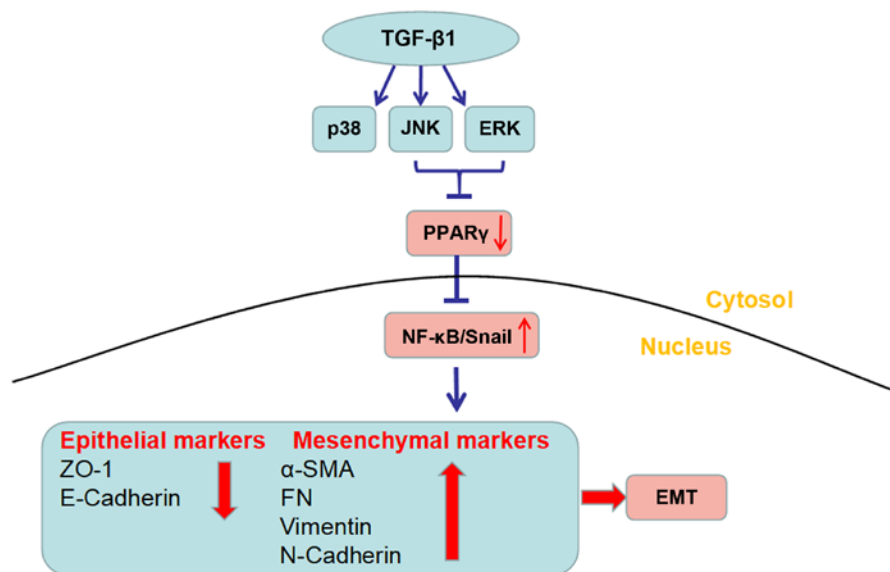 TGF-β1
p38
JNK
ERK
PPARγ
Cytosol
NF-κB/Snail
Nucleus
Epithelial markers
ZO-1
E-Cadherin
Mesenchymal markers
α-SMA
FN
Vimentin
N-Cadherin
EMT